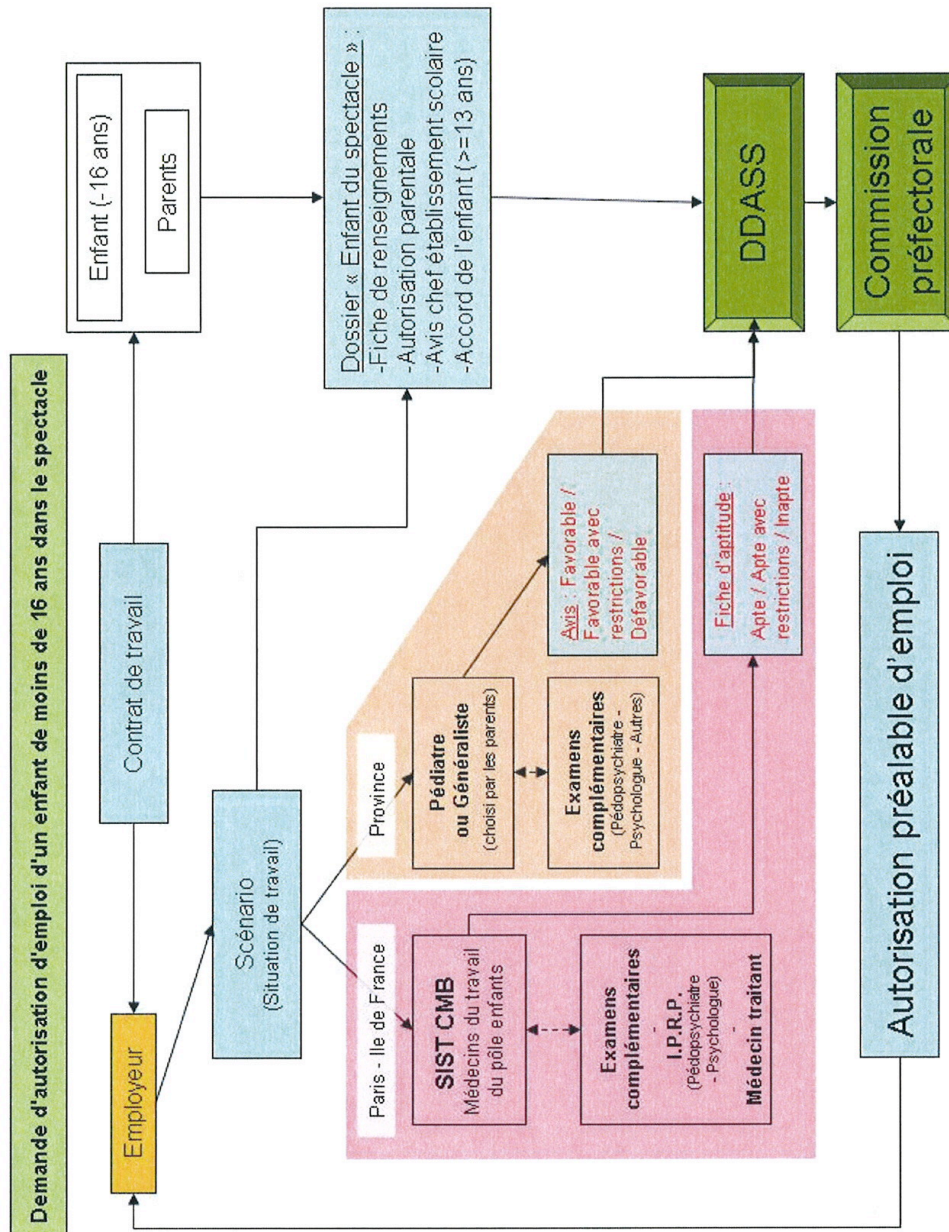 Demande d'autorisation d'emploi d'un enfant de moins de 16 ans dans le spectacle
Employeur
Contrat de travail
Enfant (-16 ans)
Parents
Scénario
(Situation de travail)
Dossier « Enfant du spectacle » :
-Fiche de renseignements
-Autorisation parentale
-Avis chef établissement scolaire
-Accord de l'enfant (>=13 ans)
Paris - Ile de France
Province
SIST CMB
Médecins du travail
du pôle enfants
Pédiatre
ou Généraliste
(choisi par les parents)
Avis : Favorable /
Favorable avec
restrictions /
Défavorable
Examens
complémentaires
-
I.P.R.P.
(Pédopsychiatre
- Psychologue)
-
Médecin traitant
Examens
complémentaires
(Pédopsychiatre -
Psychologue - Autres)
Fiche d'aptitude :
Apte / Apte avec
restrictions / Inapte
DDASS
Commission
préfectorale
Autorisation préalable d'emploi